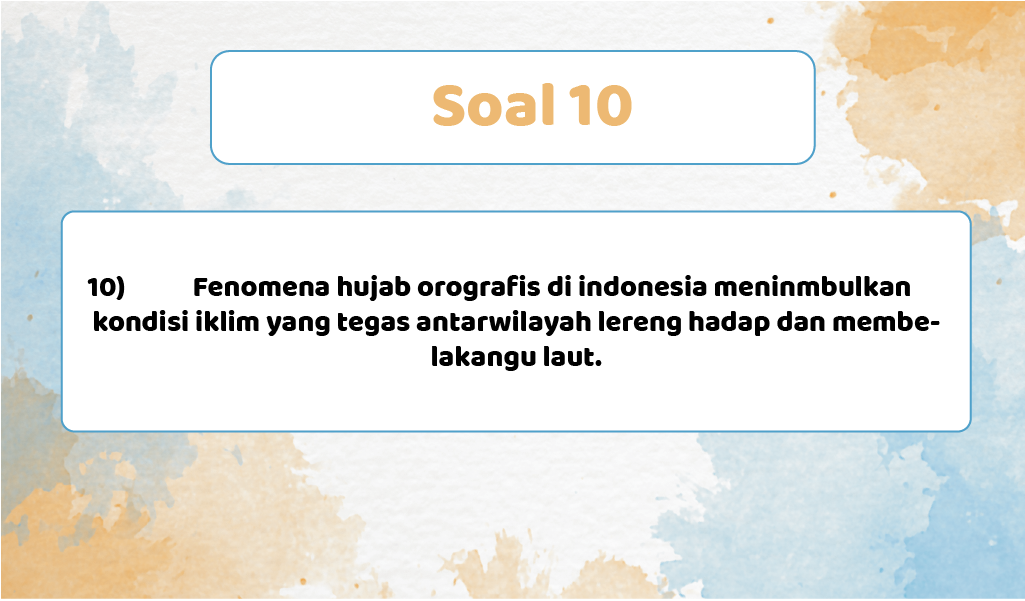 Soal 10
10) Fenomena hujab orografis di indonesia meninmbulkan
kondisi iklim yang tegas antarwilayah lereng hadap dan membe-
lakangu laut.